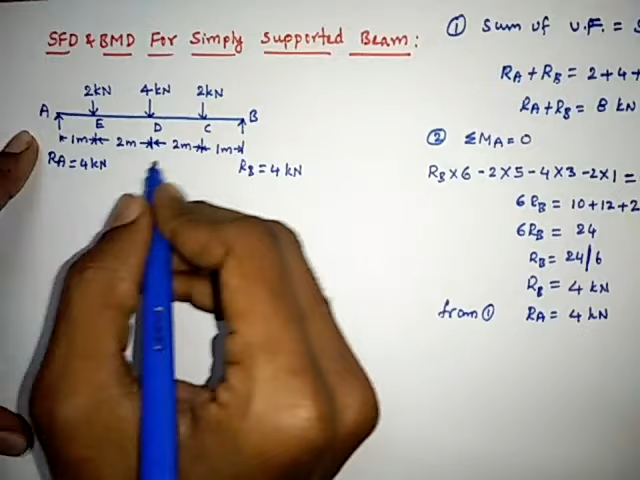 SFD & BMD For Simply Supported Beam :
2kN 4kN 2kN
A B
E D C
1m 2m 2m 1m
RA = 4kN RB = 4 kN
① Sum of V.F. =
RA + RB = 2 + 4 +
RA + RB = 8 kN
② ΣMA = 0
RB × 6 - 2 × 5 - 4 × 3 - 2 × 1 =
6RB = 10 + 12 + 2
6RB = 24
RB = 24/6
RB = 4 kN
from ① RA = 4 kN